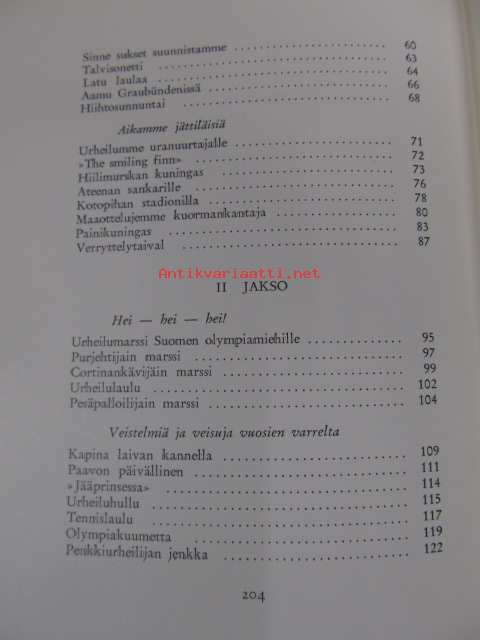 Sinne sukset suunnistamme . . . . . . . . . . . . . . . . . . . . 60
Talvisonetti . . . . . . . . . . . . . . . . . . . . 63
Latu laulaa . . . . . . . . . . . . . . . . . . . . 64
Aamu Graubündenissä . . . . . . . . . . . . . . . . . . . . 66
Hiihtosunnuntai . . . . . . . . . . . . . . . . . . . . 68
Aikamme jättiläisiä
Urheilumme uranuurtajalle . . . . . . . . . . . . . . . . . . . . 71
»The smiling finn» . . . . . . . . . . . . . . . . . . . . 72
Hiilimurskan kuningas . . . . . . . . . . . . . . . . . . . . 73
Ateenan sankarille . . . . . . . . . . . . . . . . . . . . 76
Kotopihan stadionilla . . . . . . . . . . . . . . . . . . . . 78
Maaottelujemme kuormankantaja . . . . . . . . . . . . . . . . . . . . 80
Painikuningas . . . . . . . . . . . . . . . . . . . . 83
Verryttelytaival . . . . . . . . . . . . . . . . . . . . 87
Antikvariaatti.net
II JAKSO
Hei — hei — hei!
Urheilumarssi Suomen olympiamiehille . . . . . . . . . . . . . . 95
Purjehtijain marssi . . . . . . . . . . . . . . . . . . . . 97
Cortinankävijäin marssi . . . . . . . . . . . . . . . . . . . . 99
Urheilulaulu . . . . . . . . . . . . . . . . . . . . 102
Pesäpalloilijain marssi . . . . . . . . . . . . . . . . . . . . 104
Veistelmiä ja veisuja vuosien varrelta
Kapina laivan kannella . . . . . . . . . . . . . . . . . . . . 109
Paavon päivällinen . . . . . . . . . . . . . . . . . . . . 111
»Jääprinsessa» . . . . . . . . . . . . . . . . . . . . 114
Urheiluhullu . . . . . . . . . . . . . . . . . . . . 115
Tennislaulu . . . . . . . . . . . . . . . . . . . . 117
Olympiakuumetta . . . . . . . . . . . . . . . . . . . . 119
Penkkiurheilijan jenkka . . . . . . . . . . . . . . . . . . . . 122
204